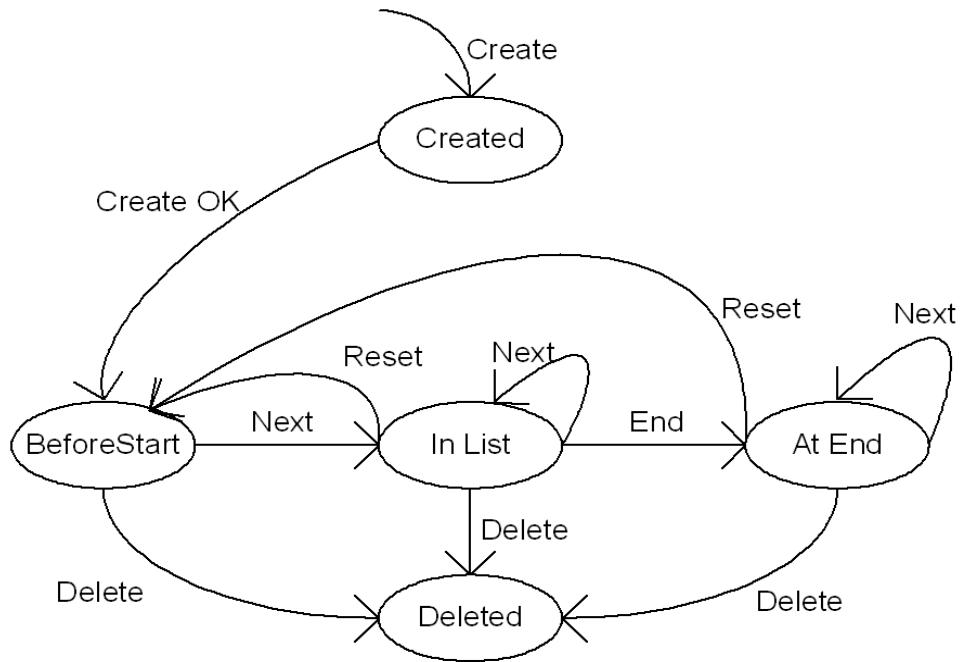 Create
Created
Create OK
Reset
Next
Reset
Next
BeforeStart
Next
In List
End
At End
Delete
Delete
Delete
Deleted